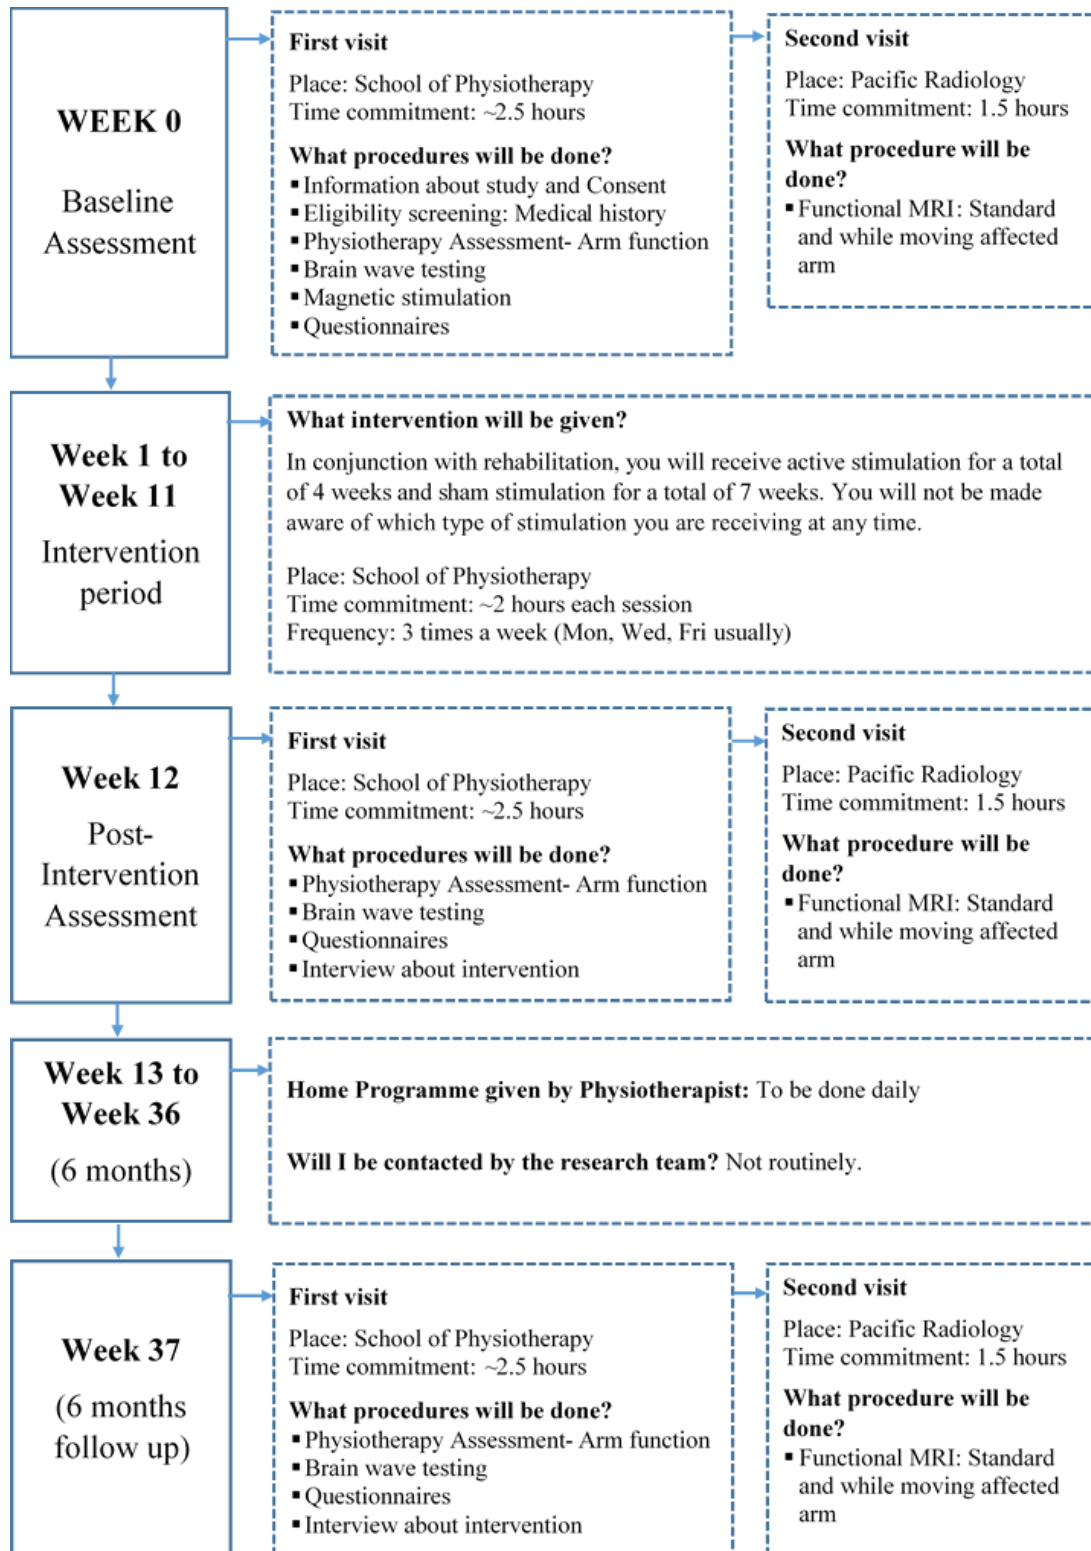 WEEK 0
Baseline
Assessment
First visit
Place: School of Physiotherapy
Time commitment: ~2.5 hours
What procedures will be done?
▪ Information about study and Consent
▪ Eligibility screening: Medical history
▪ Physiotherapy Assessment- Arm function
▪ Brain wave testing
▪ Magnetic stimulation
▪ Questionnaires
Second visit
Place: Pacific Radiology
Time commitment: 1.5 hours
What procedure will be
done?
▪ Functional MRI: Standard
and while moving affected
arm
Week 1 to
Week 11
Intervention
period
What intervention will be given?
In conjunction with rehabilitation, you will receive active stimulation for a total
of 4 weeks and sham stimulation for a total of 7 weeks. You will not be made
aware of which type of stimulation you are receiving at any time.
Place: School of Physiotherapy
Time commitment: ~2 hours each session
Frequency: 3 times a week (Mon, Wed, Fri usually)
Week 12
Post-
Intervention
Assessment
First visit
Place: School of Physiotherapy
Time commitment: ~2.5 hours
What procedures will be done?
▪ Physiotherapy Assessment- Arm function
▪ Brain wave testing
▪ Questionnaires
▪ Interview about intervention
Second visit
Place: Pacific Radiology
Time commitment: 1.5 hours
What procedure will be
done?
▪ Functional MRI: Standard
and while moving affected
arm
Week 13 to
Week 36
(6 months)
Home Programme given by Physiotherapist: To be done daily
Will I be contacted by the research team? Not routinely.
Week 37
(6 months
follow up)
First visit
Place: School of Physiotherapy
Time commitment: ~2.5 hours
What procedures will be done?
▪ Physiotherapy Assessment- Arm function
▪ Brain wave testing
▪ Questionnaires
▪ Interview about intervention
Second visit
Place: Pacific Radiology
Time commitment: 1.5 hours
What procedure will be
done?
▪ Functional MRI: Standard
and while moving affected
arm